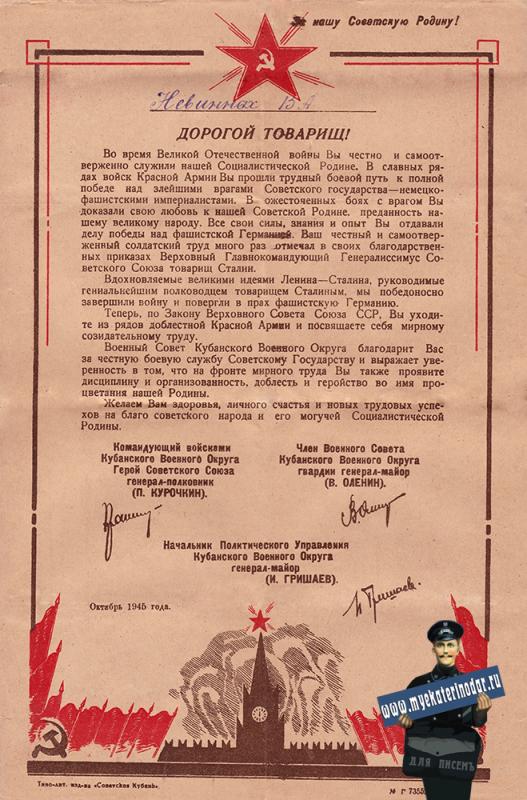 За нашу Советскую Родину!
Невинных В А
ДОРОГОЙ ТОВАРИЩ!
Во время Великой Отечественной войны Вы честно и самоот-
верженно служили нашей Социалистической Родине. В славных ря-
дах войск Красной Армии Вы прошли трудный боевой путь к полной
победе над злейшими врагами Советского государства—немецко-
фашистскими империалистами. В ожесточенных боях с врагом Вы
доказали свою любовь к нашей Советской Родине, преданность на-
шему великому народу. Все свои силы, знания и опыт Вы отдавали
делу победы над фашистской Германией. Ваш честный и самоотвер-
женный солдатский труд много раз отмечал в своих благодарствен-
ных приказах Верховный Главнокомандующий Генералиссимус Со-
ветского Союза товарищ Сталин.
Вдохновляемые великими идеями Ленина—Сталина, руководимые
гениальнейшим полководцем товарищем Сталиным, мы победоносно
завершили войну и повергли в прах фашистскую Германию.
Теперь, по Закону Верховного Совета Союза ССР, Вы уходи-
те из рядов доблестной Красной Армии и посвящаете себя мирному
созидательному труду.
Военный Совет Кубанского Военного Округа благодарит Вас
за честную боевую службу Советскому Государству и выражает уве-
ренность в том, что на фронте мирного труда Вы также проявите
дисциплину и организованность, доблесть и геройство во имя про-
цветания нашей Родины.
Желаем Вам здоровья, личного счастья и новых трудовых успе-
хов на благо советского народа и его могучей Социалистической
Родины.
Командующий войсками
Кубанского Военного Округа
Герой Советского Союза
генерал-полковник
(П. КУРОЧКИН).
Член Военного Совета
Кубанского Военного Округа
гвардии генерал-майор
(В. ОЛЕНИН).
Начальник Политического Управления
Кубанского Военного Округа
генерал-майор
(И. ГРИШАЕВ).
И Гришаев.
Октябрь 1945 года.
www.myekaterinodar.ru
ДЛЯ ПИСЕМЪ
Типо-лит. изд-ва «Советская Кубань».
№ Г 7355